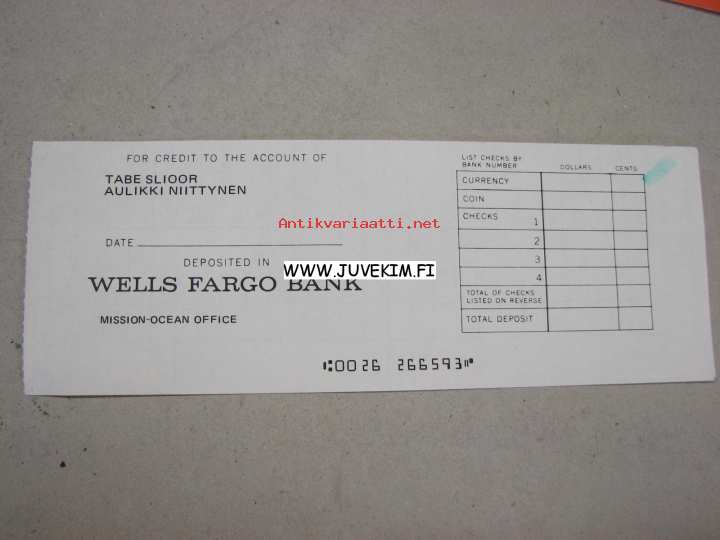 FOR CREDIT TO THE ACCOUNT OF
TABE SLIOOR
AULIKKI NIITTYNEN
Antikvariaatti.net
DATE
DEPOSITED IN
WWW.JUVEKIM.FI
WELLS FARGO BANK
MISSION-OCEAN OFFICE
LIST CHECKS BY
BANK NUMBER
DOLLARS
CENTS
CURRENCY
COIN
CHECKS 1
2
3
4
TOTAL OF CHECKS
LISTED ON REVERSE
TOTAL DEPOSIT
⑆0026 266593⑈